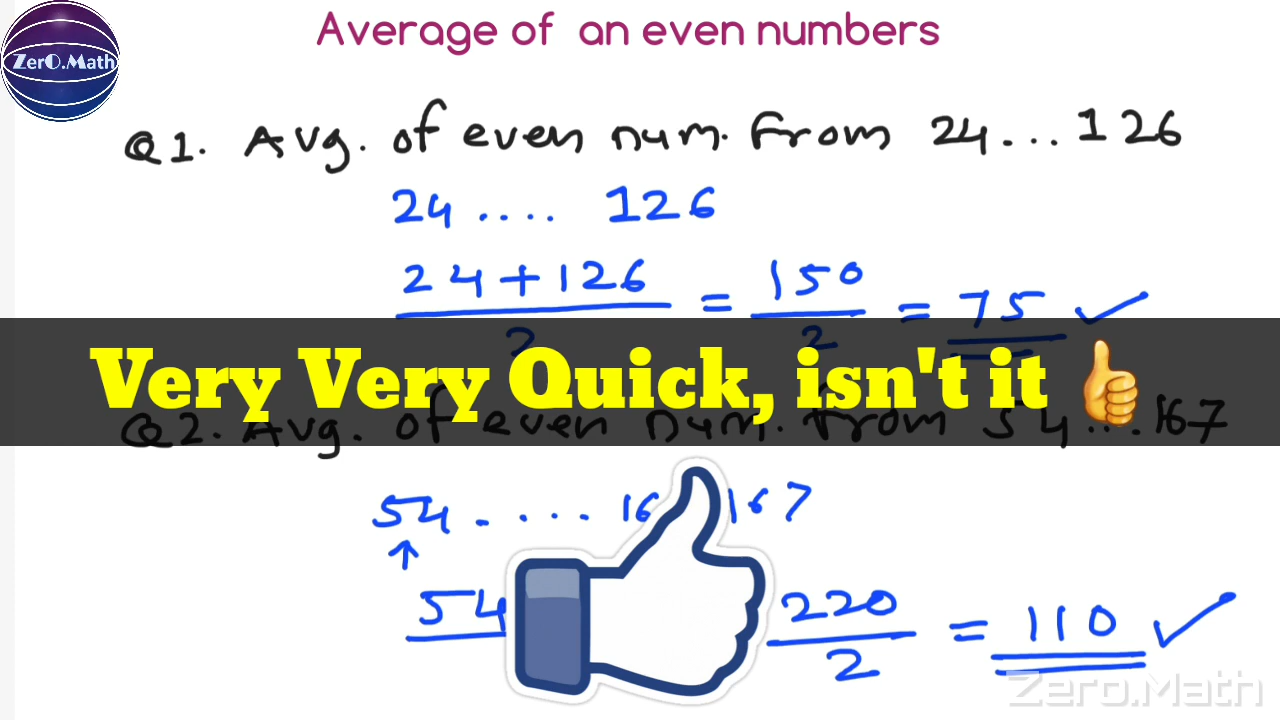 Average of an even numbers
ZerO.Math
Q1. Avg. of even num. From 24...126
24 .... 126
24+126 = 150 = 75 ✓
2 2
Very Very Quick, isn't it 👍
Q2. Avg. of even num. from 54...167
54 ..... 16 167
↑
54 220 = 110 ✓
2
Zero.Math